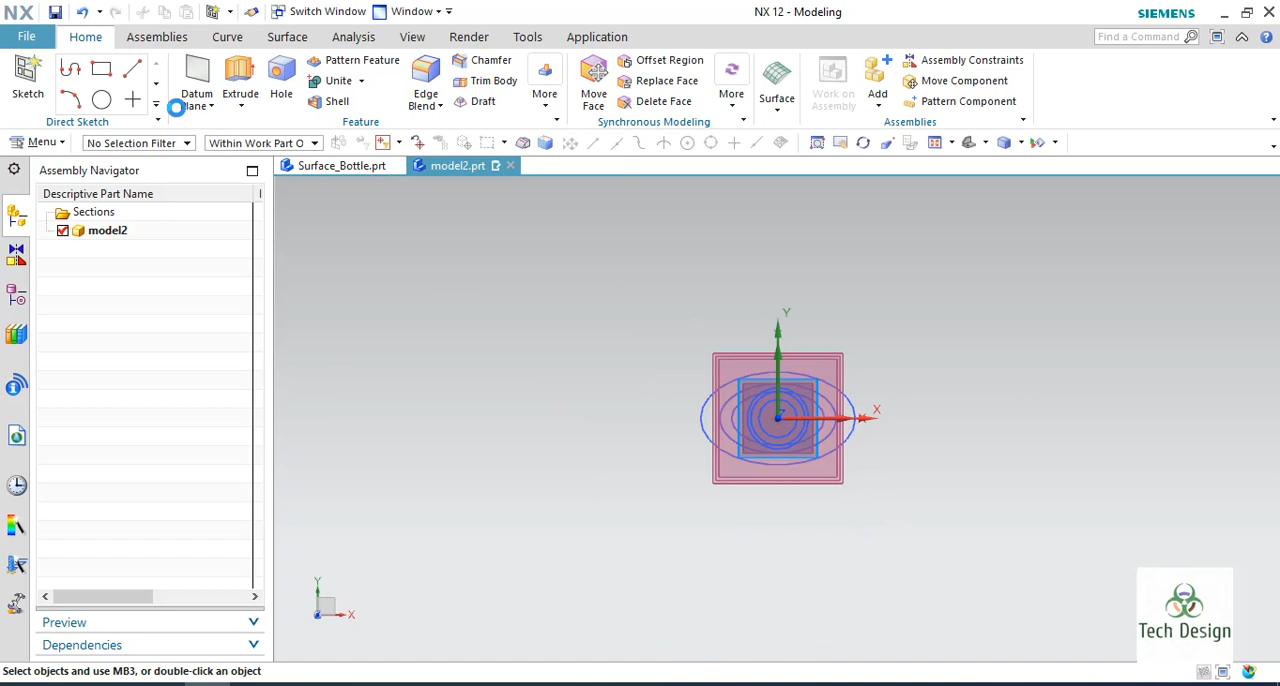 NX Switch Window Window NX 12 - Modeling SIEMENS
File Home Assemblies Curve Surface Analysis View Render Tools Application Find a Command
Sketch
Direct Sketch
Datum Plane
Extrude
Hole
Pattern Feature
Unite
Shell
Edge Blend
Chamfer
Trim Body
Draft
More
Feature
Move Face
Offset Region
Replace Face
Delete Face
More
Synchronous Modeling
Surface
Work on Assembly
Add
Assembly Constraints
Move Component
Pattern Component
Assemblies
Menu No Selection Filter Within Work Part O
Assembly Navigator
Surface_Bottle.prt model2.prt
Descriptive Part Name I
Sections
model2
Y
X
Y
X
Preview
Dependencies
Tech Design
Select objects and use MB3, or double-click an object